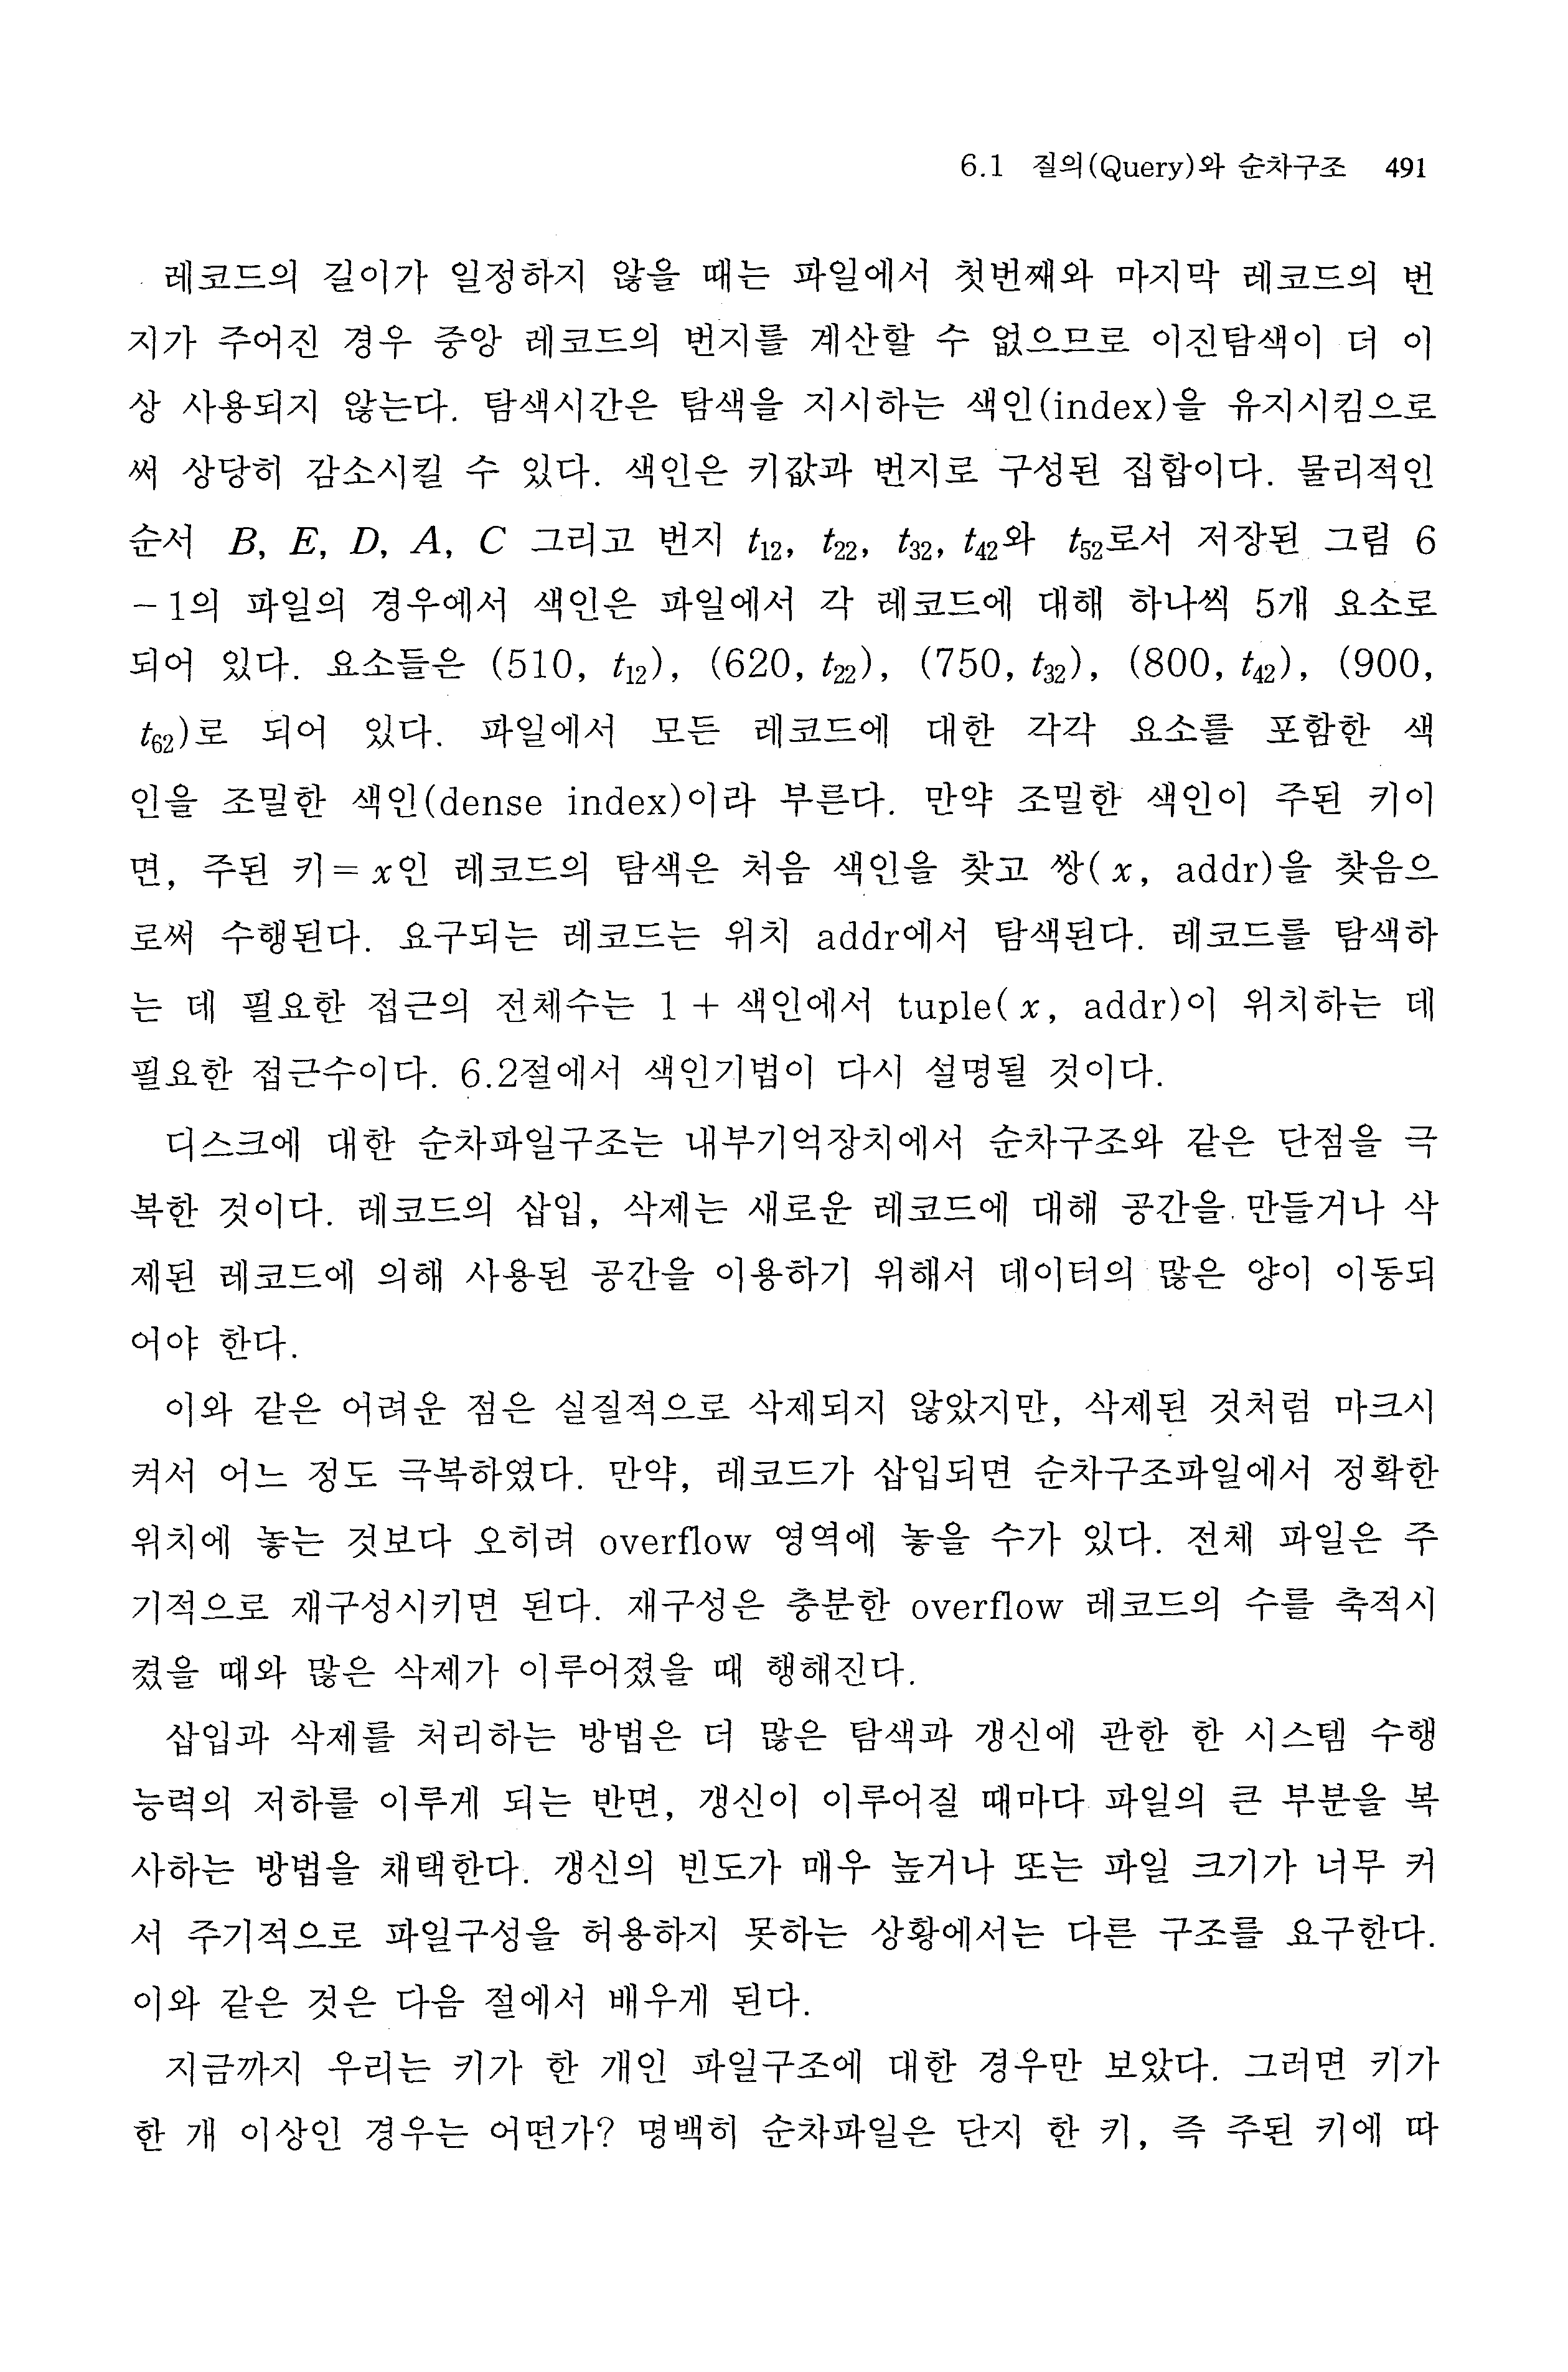 6.1 질의(Query)와 순차구조 491
레코드의 길이가 일정하지 않을 때는 파일에서 첫번째와 마지막 레코드의 번
지가 주어진 경우 중앙 레코드의 번지를 계산할 수 없으므로 이진탐색이 더 이
상 사용되지 않는다. 탐색시간은 탐색을 지시하는 색인(index)을 유지시킴으로
써 상당히 감소시킬 수 있다. 색인은 키값과 번지로 구성된 집합이다. 물리적인
순서 B, E, D, A, C 그리고 번지 t₁₂, t₂₂, t₃₂, t₄₂와 t₅₂로서 저장된 그림 6
-1의 파일의 경우에서 색인은 파일에서 각 레코드에 대해 하나씩 5개 요소로
되어 있다. 요소들은 (510, t₁₂), (620, t₂₂), (750, t₃₂), (800, t₄₂), (900,
t₆₂)로 되어 있다. 파일에서 모든 레코드에 대한 각각 요소를 포함한 색
인을 조밀한 색인(dense index)이라 부른다. 만약 조밀한 색인이 주된 키이
면, 주된 키=x인 레코드의 탐색은 처음 색인을 찾고 쌍(x, addr)을 찾음으
로써 수행된다. 요구되는 레코드는 위치 addr에서 탐색된다. 레코드를 탐색하
는 데 필요한 접근의 전체수는 1 + 색인에서 tuple(x, addr)이 위치하는 데
필요한 접근수이다. 6.2절에서 색인기법이 다시 설명될 것이다.
디스크에 대한 순차파일구조는 내부기억장치에서 순차구조와 같은 단점을 극
복한 것이다. 레코드의 삽입, 삭제는 새로운 레코드에 대해 공간을 만들거나 삭
제된 레코드에 의해 사용된 공간을 이용하기 위해서 데이터의 많은 양이 이동되
어야 한다.
이와 같은 어려운 점은 실질적으로 삭제되지 않았지만, 삭제된 것처럼 마크시
켜서 어느 정도 극복하였다. 만약, 레코드가 삽입되면 순차구조파일에서 정확한
위치에 놓는 것보다 오히려 overflow 영역에 놓을 수가 있다. 전체 파일은 주
기적으로 재구성시키면 된다. 재구성은 충분한 overflow 레코드의 수를 축적시
켰을 때와 많은 삭제가 이루어졌을 때 행해진다.
삽입과 삭제를 처리하는 방법은 더 많은 탐색과 갱신에 관한 한 시스템 수행
능력의 저하를 이루게 되는 반면, 갱신이 이루어질 때마다 파일의 큰 부분을 복
사하는 방법을 채택한다. 갱신의 빈도가 매우 높거나 또는 파일 크기가 너무 커
서 주기적으로 파일구성을 허용하지 못하는 상황에서는 다른 구조를 요구한다.
이와 같은 것은 다음 절에서 배우게 된다.
지금까지 우리는 키가 한 개인 파일구조에 대한 경우만 보았다. 그러면 키가
한 개 이상인 경우는 어떤가? 명백히 순차파일은 단지 한 키, 즉 주된 키에 따